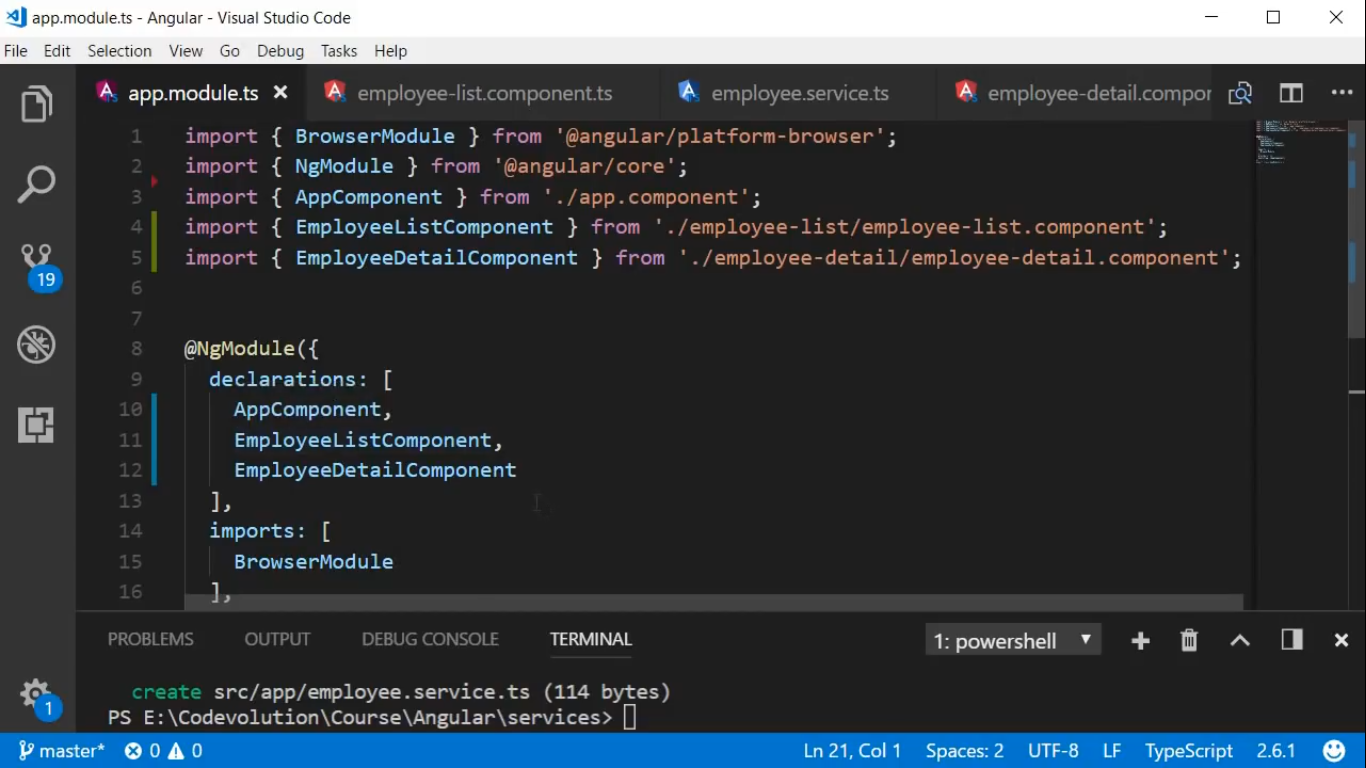 app.module.ts - Angular - Visual Studio Code
File Edit Selection View Go Debug Tasks Help
app.module.ts employee-list.component.ts employee.service.ts employee-detail.compor
1 import { BrowserModule } from '@angular/platform-browser';
2 import { NgModule } from '@angular/core';
3 import { AppComponent } from './app.component';
4 import { EmployeeListComponent } from './employee-list/employee-list.component';
5 import { EmployeeDetailComponent } from './employee-detail/employee-detail.component';
6
7
8 @NgModule({
9 declarations: [
10 AppComponent,
11 EmployeeListComponent,
12 EmployeeDetailComponent
13 ],
14 imports: [
15 BrowserModule
16 ],
19
PROBLEMS OUTPUT DEBUG CONSOLE TERMINAL 1: powershell
create src/app/employee.service.ts (114 bytes)
PS E:\Codevolution\Course\Angular\services>
1
master* 0 0 Ln 21, Col 1 Spaces: 2 UTF-8 LF TypeScript 2.6.1